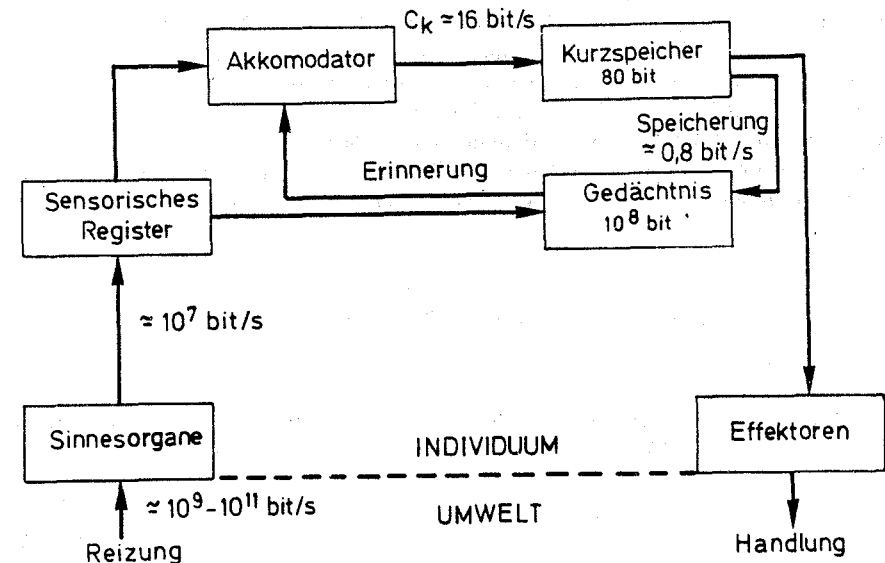 C_k ≃ 16 bit/s
Akkomodator
Kurzspeicher
80 bit
Speicherung
≃ 0,8 bit/s
Erinnerung
Sensorisches
Register
Gedächtnis
10⁸ bit
≃ 10⁷ bit/s
Sinnesorgane
INDIVIDUUM
Effektoren
≃ 10⁹–10¹¹ bit/s
UMWELT
Reizung
Handlung